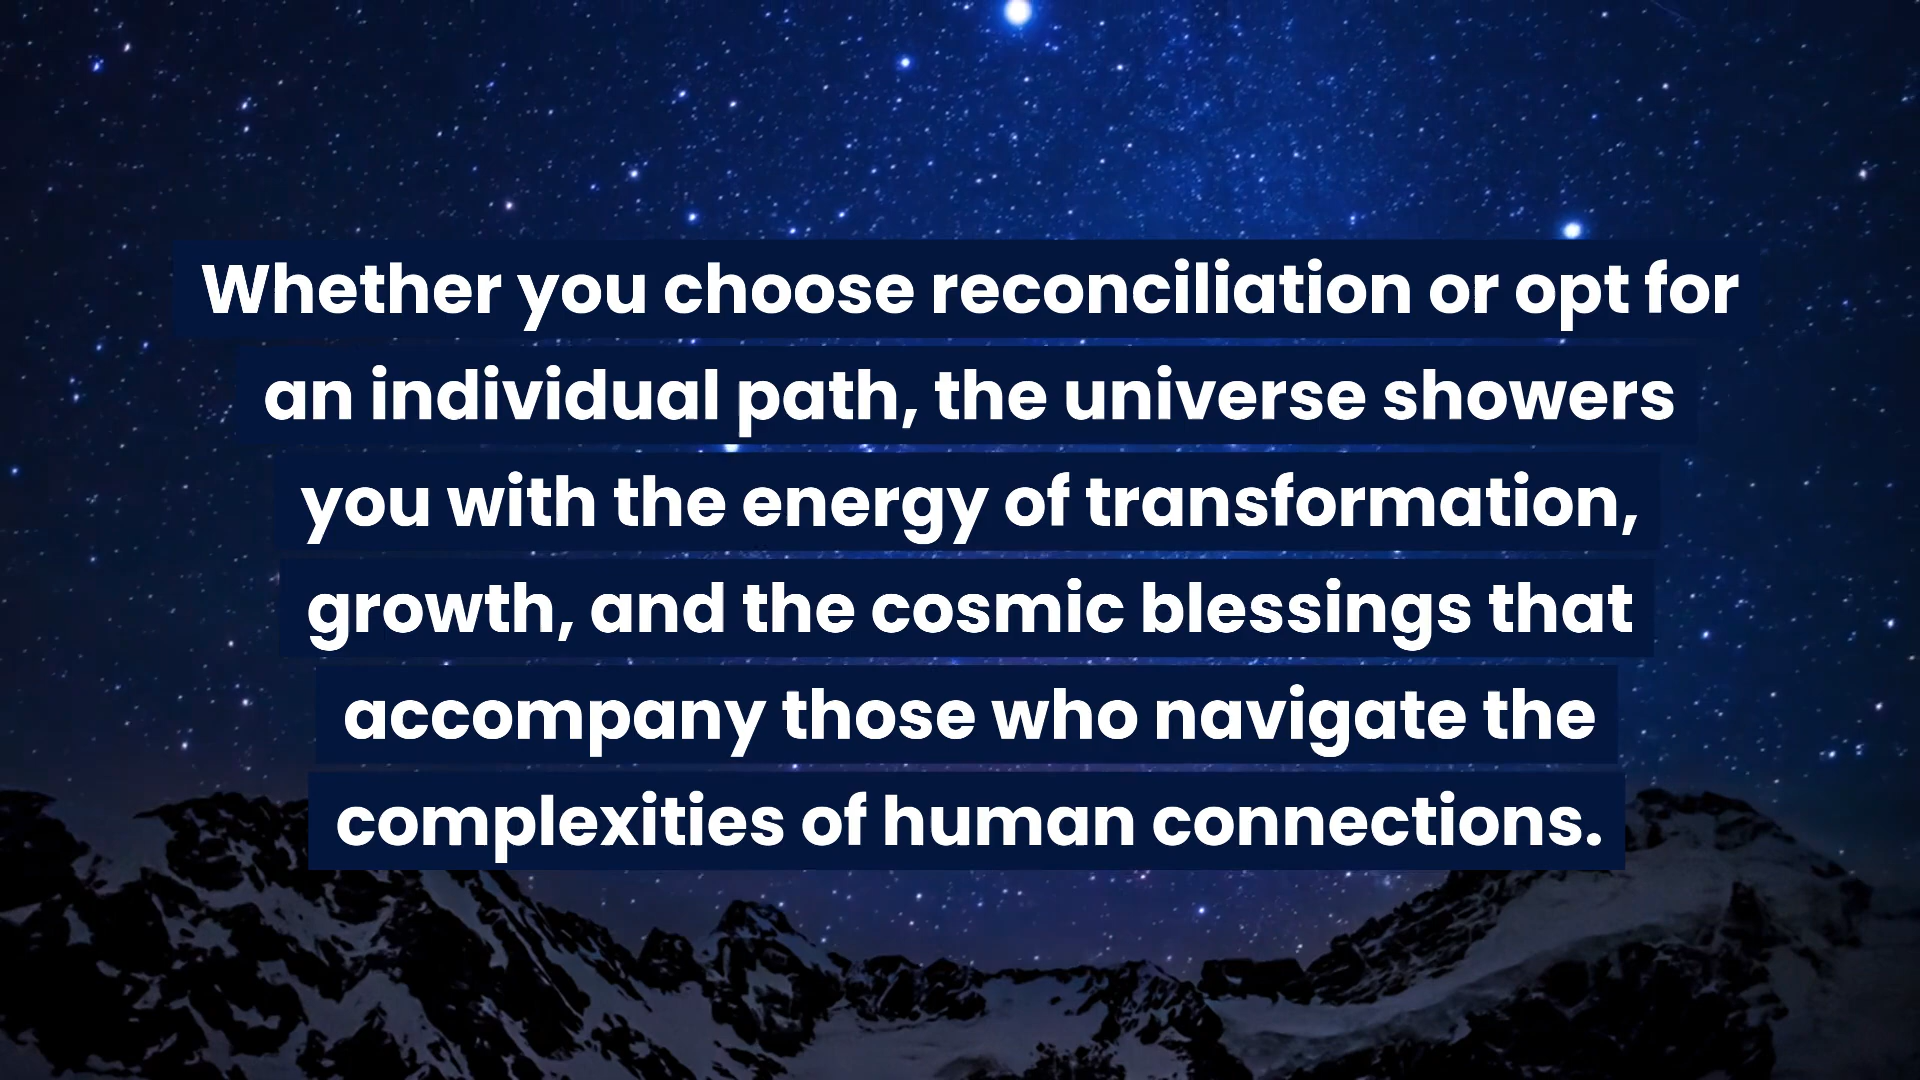 Whether you choose reconciliation or opt for
an individual path, the universe showers
you with the energy of transformation,
growth, and the cosmic blessings that
accompany those who navigate the
complexities of human connections.